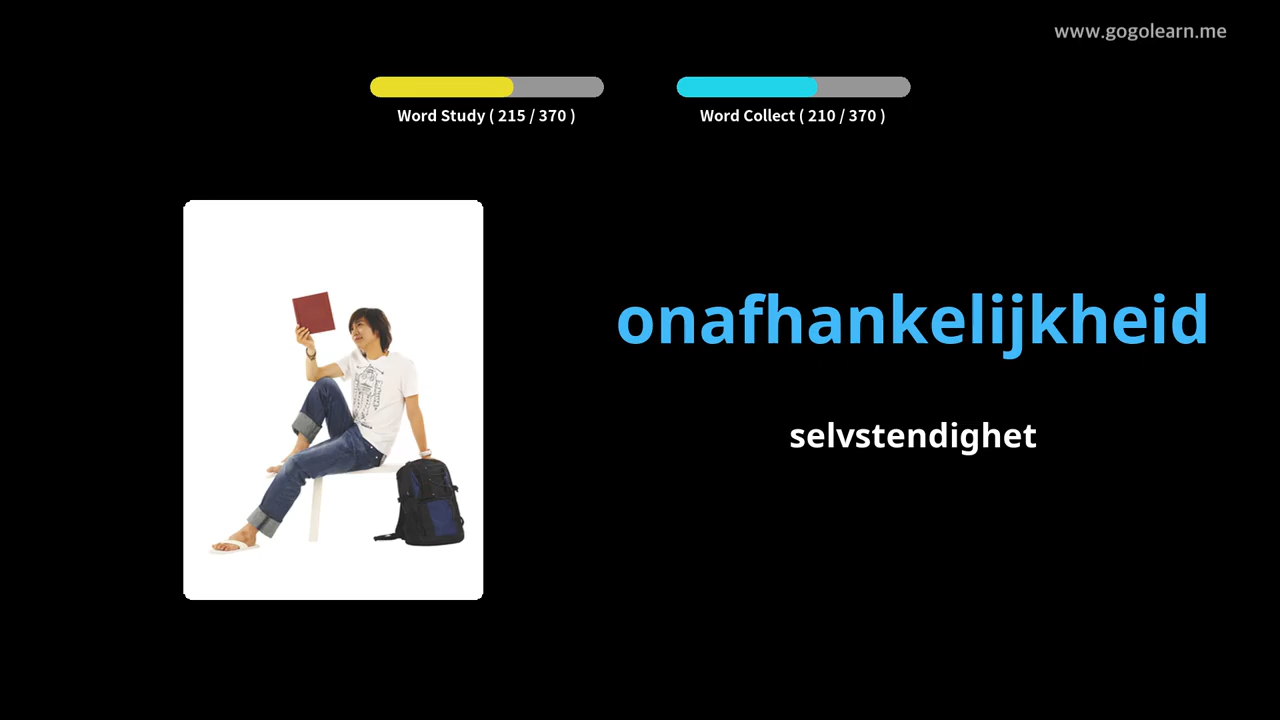 www.gogolearn.me
Word Study ( 215 / 370 )
Word Collect ( 210 / 370 )
onafhankelijkheid
selvstendighet